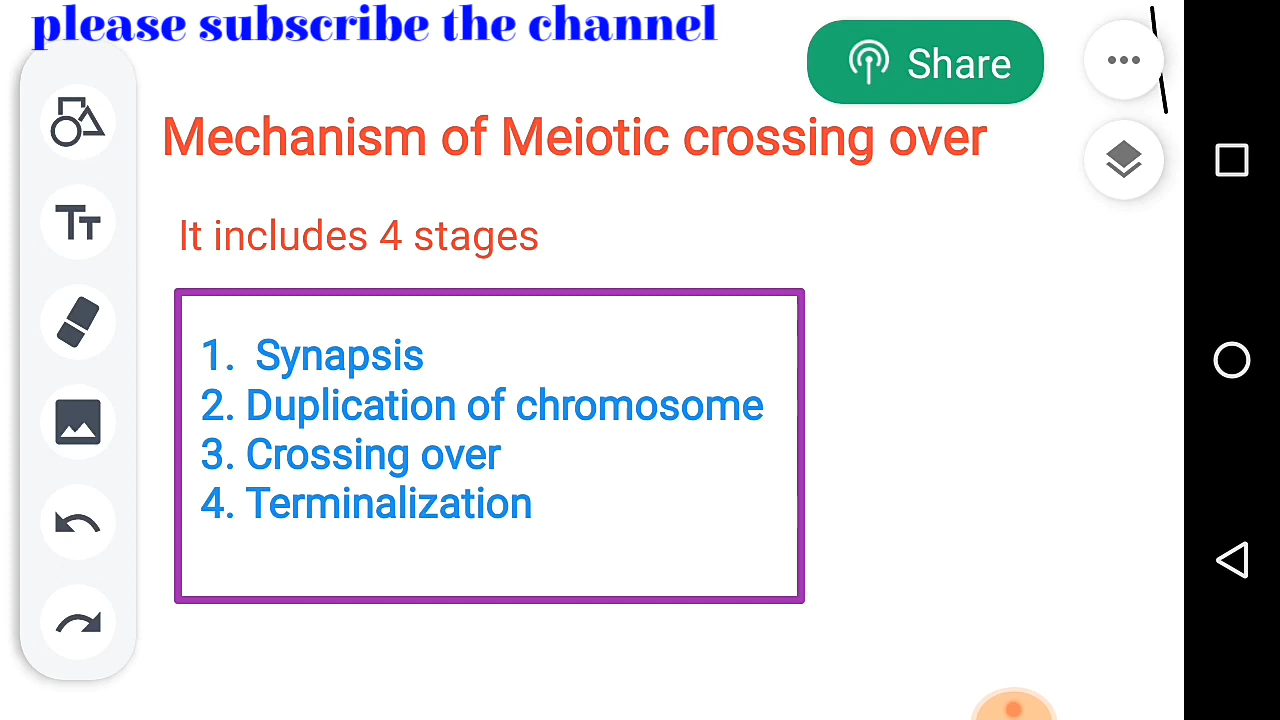 please subscribe the channel
Share
Mechanism of Meiotic crossing over
It includes 4 stages
1. Synapsis
2. Duplication of chromosome
3. Crossing over
4. Terminalization